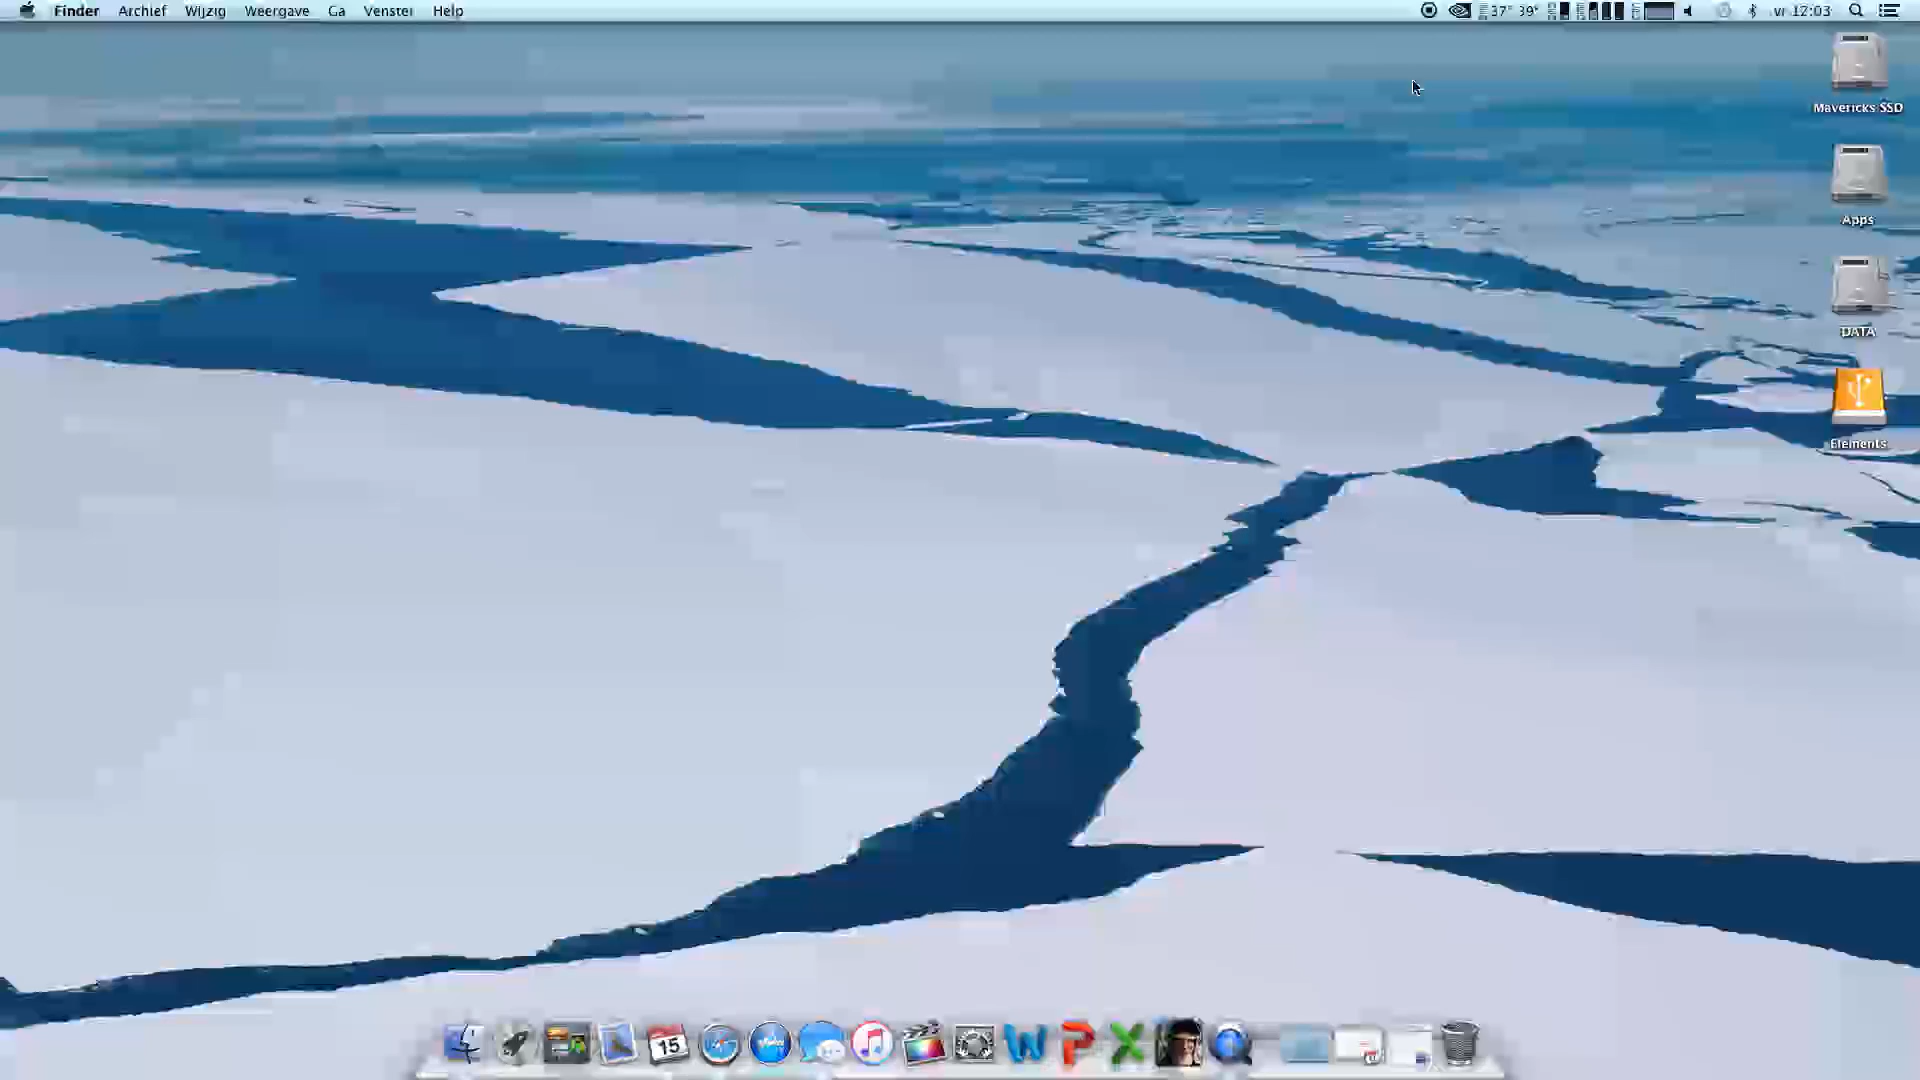 Finder Archief Wijzig Weergave Ga Venster Help
37° 39° vr 12:03
Mavericks SSD
Apps
DATA
Elements
15